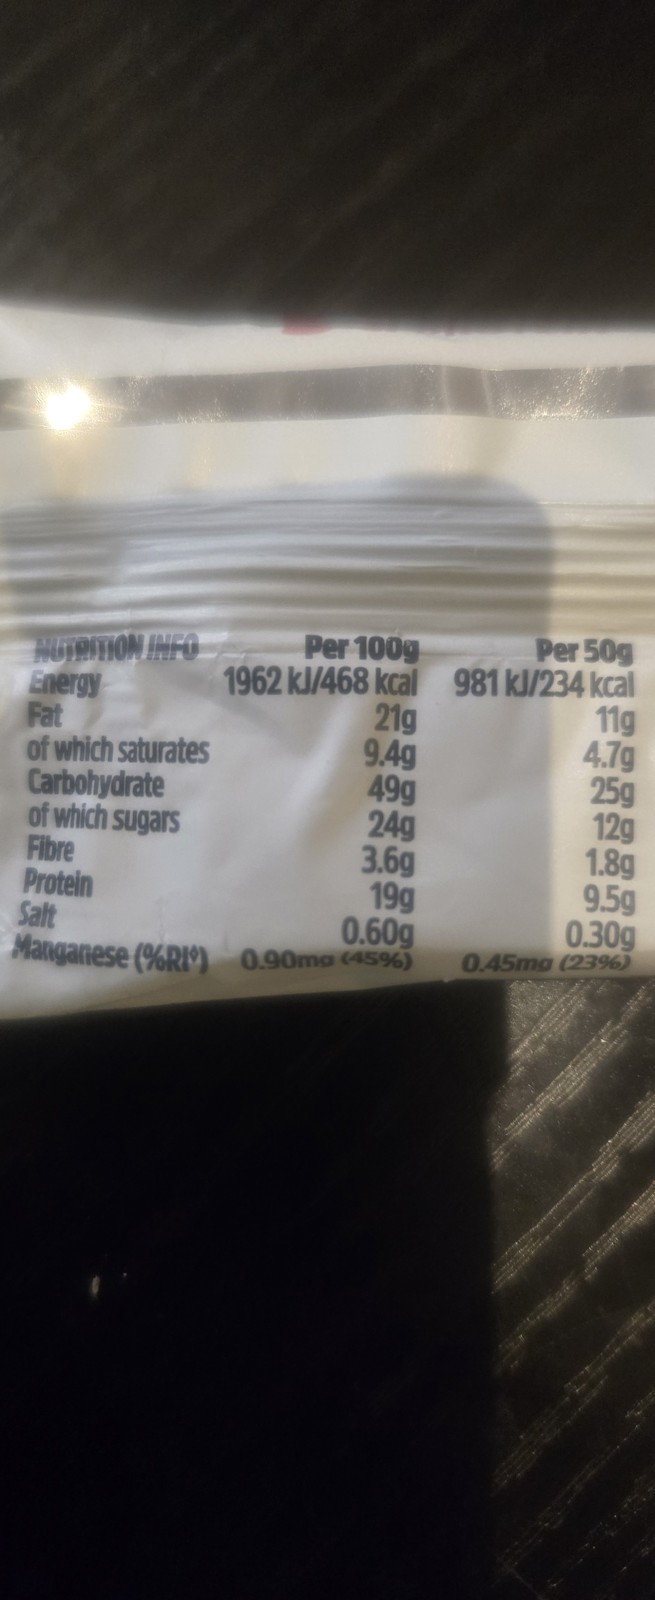 NUTRITION INFO Per 100g Per 50g
Energy 1962 kJ/468 kcal 981 kJ/234 kcal
Fat 21g 11g
of which saturates 9.4g 4.7g
Carbohydrate 49g 25g
of which sugars 24g 12g
Fibre 3.6g 1.8g
Protein 19g 9.5g
Salt 0.60g 0.30g
Manganese (%RI°) 0.90mg (45%) 0.45mg (23%)